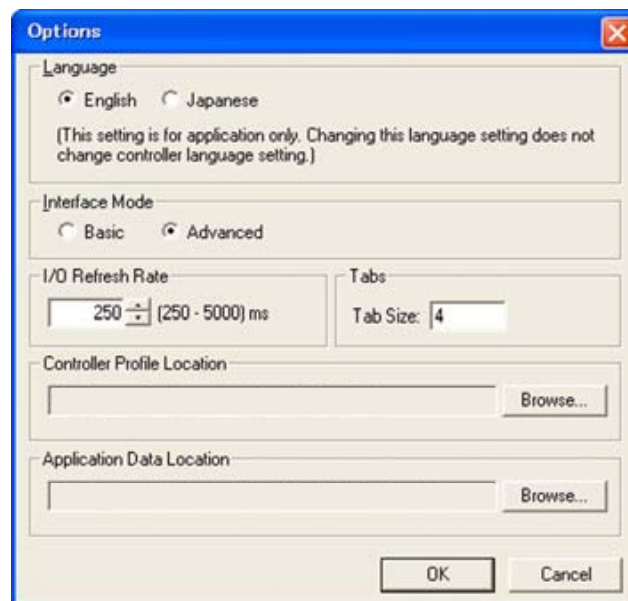 Options
Language
English Japanese
(This setting is for application only. Changing this language setting does not
change controller language setting.)
Interface Mode
Basic Advanced
I/O Refresh Rate
250 (250 - 5000) ms
Tabs
Tab Size: 4
Controller Profile Location
Browse...
Application Data Location
Browse...
OK Cancel